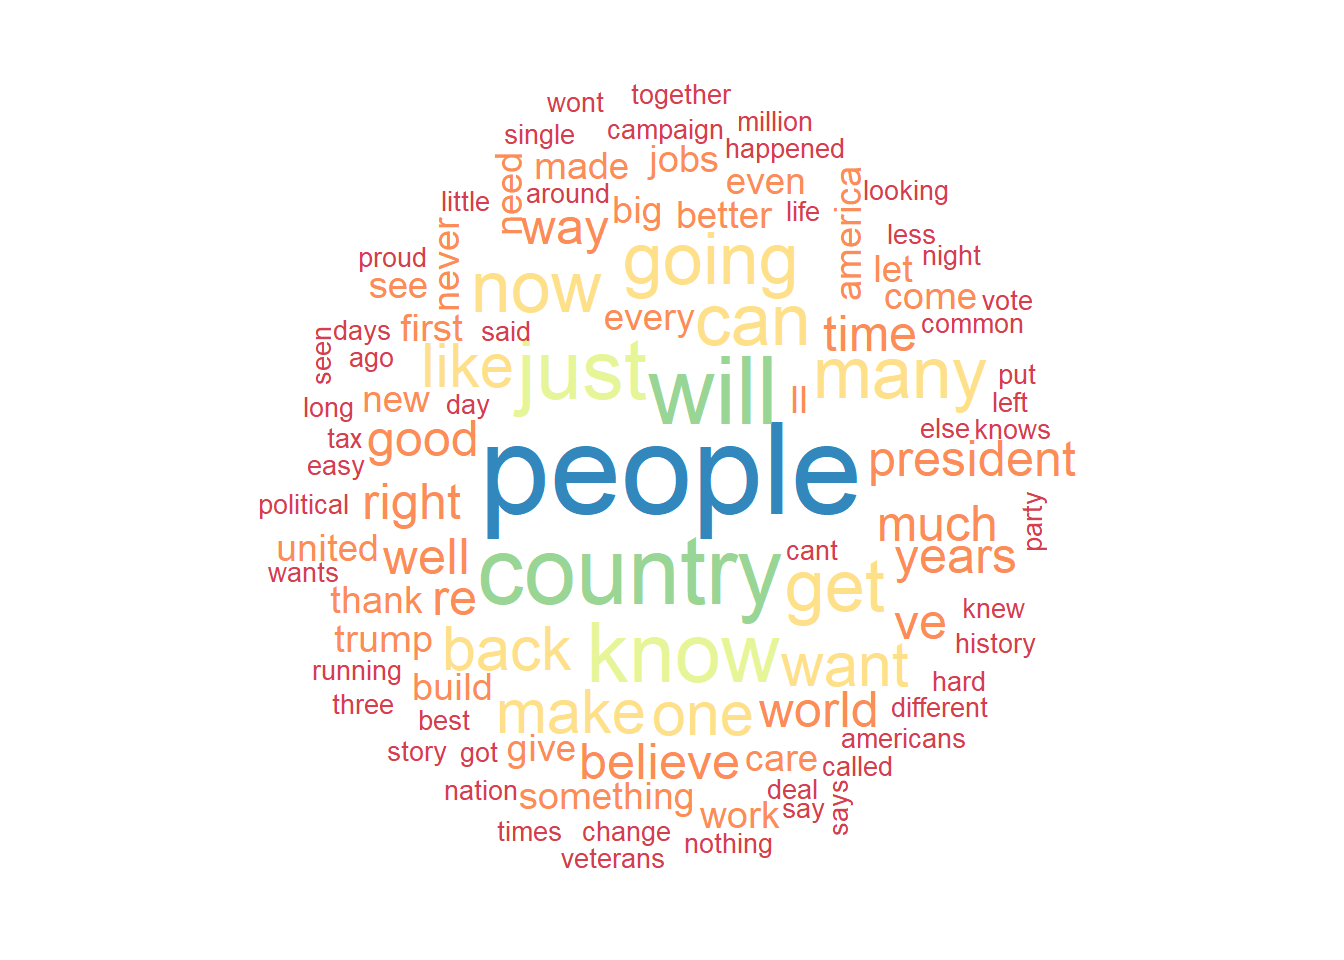 together
wont
million
single
campaign
happened
need
made
jobs
even
america
looking
little
around
big
better
life
way
less
never
proud
see
now
going
let
night
come
vote
seen
days
first
said
every
can
time
common
ago
like
just
will
many
put
long
new
day
ll
left
tax
good
else
knows
easy
people
president
political
right
much
party
united
well
country
cant
years
wants
thank
re
get
ve
knew
trump
back
know
want
history
running
build
hard
three
best
make
one
world
different
story
got
give
believe
care
americans
called
nation
something
deal
say
says
work
times
change
nothing
veterans